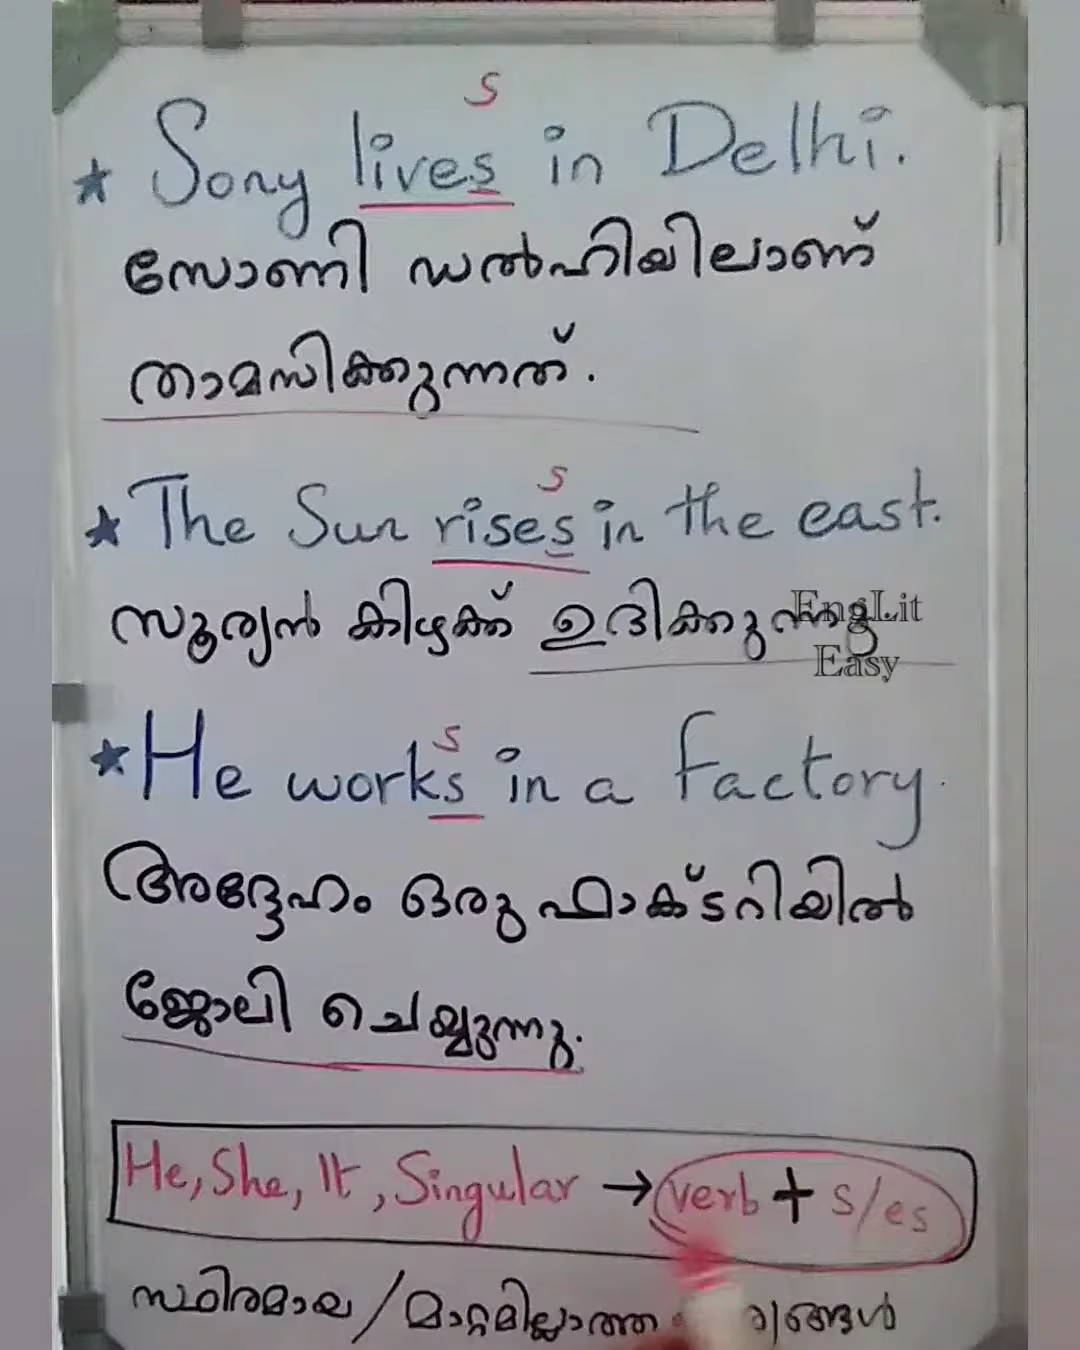 s
★ Sony lives in Delhi.
സോണി ഡൽഹിയിലാണ്
താമസിക്കുന്നത്.
s
★ The Sun rises in the east.
സൂര്യൻ കിഴക്ക് ഉദിക്കുന്നു
EngLit
Easy
s
★ He works in a factory.
അദ്ദേഹം ഒരു ഫാക്ടറിയിൽ
ജോലി ചെയ്യുന്നു.
He, She, It, Singular → verb + s/es
സ്ഥിരമായ / മാറ്റമില്ലാത്ത